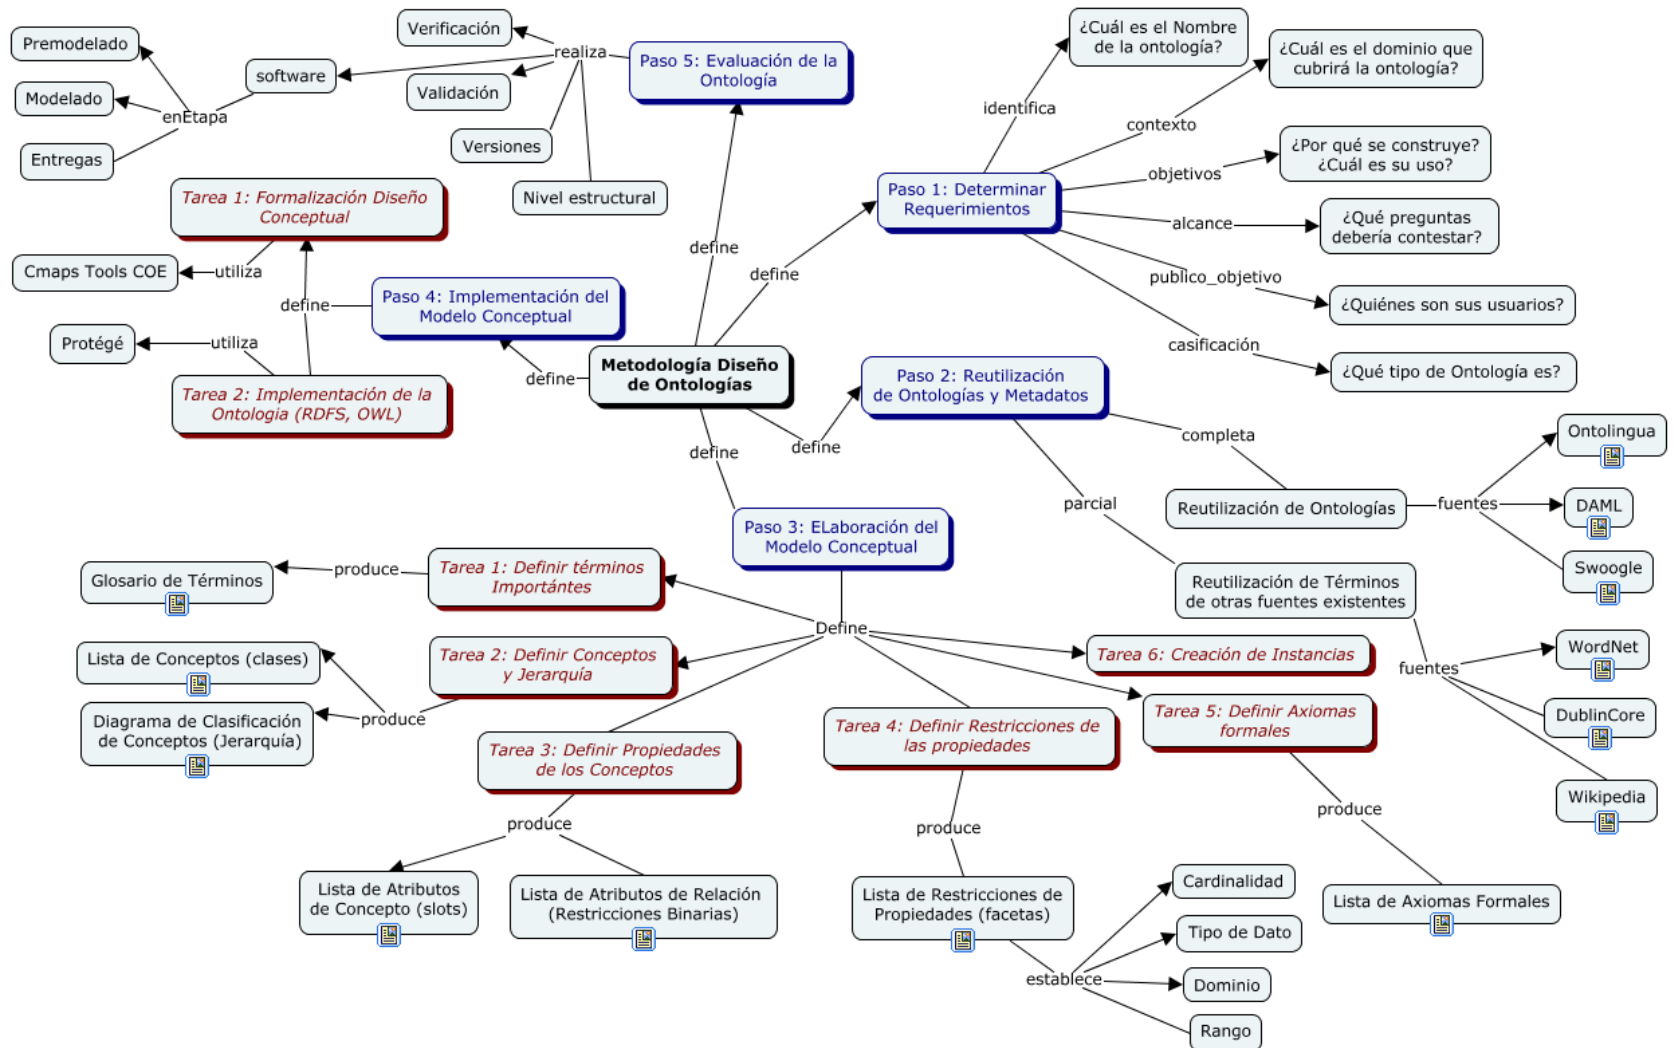 Premodelado
Modelado
Entregas
enEtapa
software
Verificación
Validación
Versiones
Nivel estructural
realiza
Paso 5: Evaluación de la
Ontología
define
¿Cuál es el Nombre
de la ontología?
identifica
¿Cuál es el dominio que
cubrirá la ontología?
contexto
¿Por qué se construye?
¿Cuál es su uso?
objetivos
Paso 1: Determinar
Requerimientos
alcance
¿Qué preguntas
debería contestar?
publico_objetivo
¿Quiénes son sus usuarios?
casificación
¿Qué tipo de Ontología es?
define
Tarea 1: Formalización Diseño
Conceptual
Cmaps Tools COE
utiliza
define
Paso 4: Implementación del
Modelo Conceptual
Protégé
utiliza
Tarea 2: Implementación de la
Ontologia (RDFS, OWL)
define
Metodología Diseño
de Ontologías
define
define
Paso 2: Reutilización
de Ontologías y Metadatos
completa
parcial
Reutilización de Ontologías
fuentes
Ontolingua
DAML
Swoogle
Reutilización de Términos
de otras fuentes existentes
fuentes
WordNet
DublinCore
Wikipedia
Paso 3: ELaboración del
Modelo Conceptual
Define
Tarea 1: Definir términos
Importántes
produce
Glosario de Términos
Tarea 2: Definir Conceptos
y Jerarquía
produce
Lista de Conceptos (clases)
Diagrama de Clasificación
de Conceptos (Jerarquía)
Tarea 3: Definir Propiedades
de los Conceptos
produce
Lista de Atributos
de Concepto (slots)
Lista de Atributos de Relación
(Restricciones Binarias)
Tarea 4: Definir Restricciones de
las propiedades
produce
Lista de Restricciones de
Propiedades (facetas)
establece
Cardinalidad
Tipo de Dato
Dominio
Rango
Tarea 5: Definir Axiomas
formales
produce
Lista de Axiomas Formales
Tarea 6: Creación de Instancias